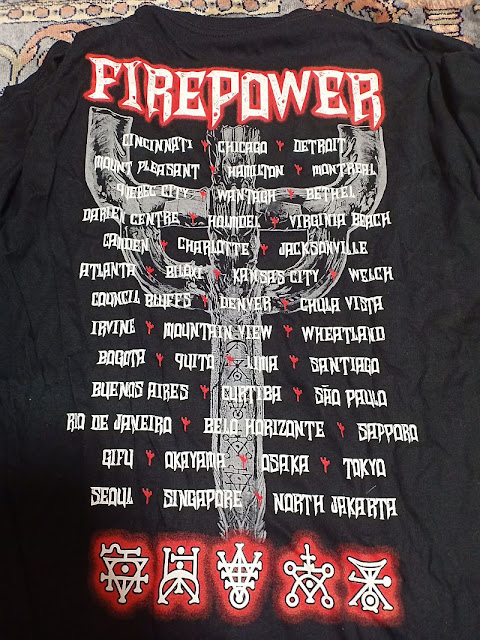 FIREPOWER
CINCINNATI CHICAGO DETROIT
MOUNT PLEASANT HAMILTON MONTREAL
QUEBEC CITY WANTAGH BETHEL
DARIEN CENTRE HOLMDEL VIRGINIA BEACH
CAMDEN CHARLOTTE JACKSONVILLE
ATLANTA BILOXI KANSAS CITY WELCH
COUNCIL BLUFFS DENVER CHULA VISTA
IRVINE MOUNTAIN VIEW WHEATLAND
BOGOTA QUITO LIMA SANTIAGO
BUENOS AIRES CURTIBA SÃO PAULO
RIO DE JANEIRO BELO HORIZONTE SAPPORO
GIFU OKAYAMA OSAKA TOKYO
SEOUL SINGAPORE NORTH JAKARTA